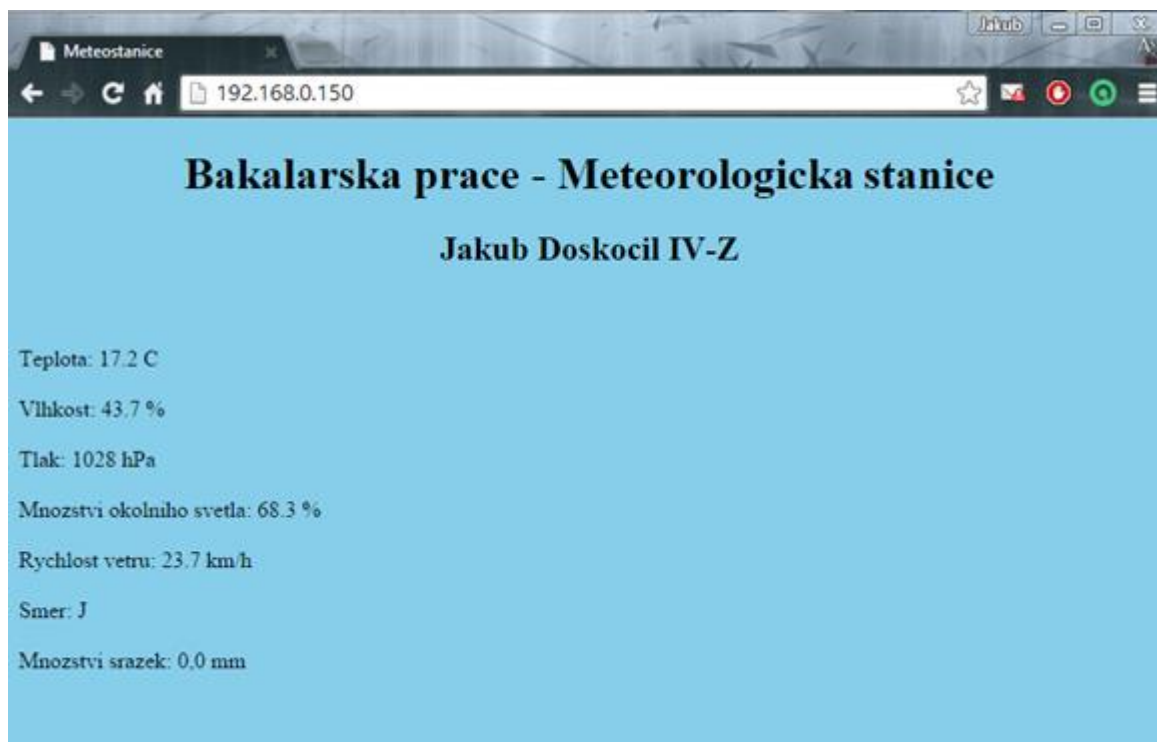 Jakub
Meteostanice
192.168.0.150
Bakalarska prace - Meteorologicka stanice
Jakub Doskocil IV-Z
Teplota: 17.2 C
Vlhkost: 43.7 %
Tlak: 1028 hPa
Mnozstvi okolniho svetla: 68.3 %
Rychlost vetru: 23.7 km/h
Smer: J
Mnozstvi srazek: 0,0 mm